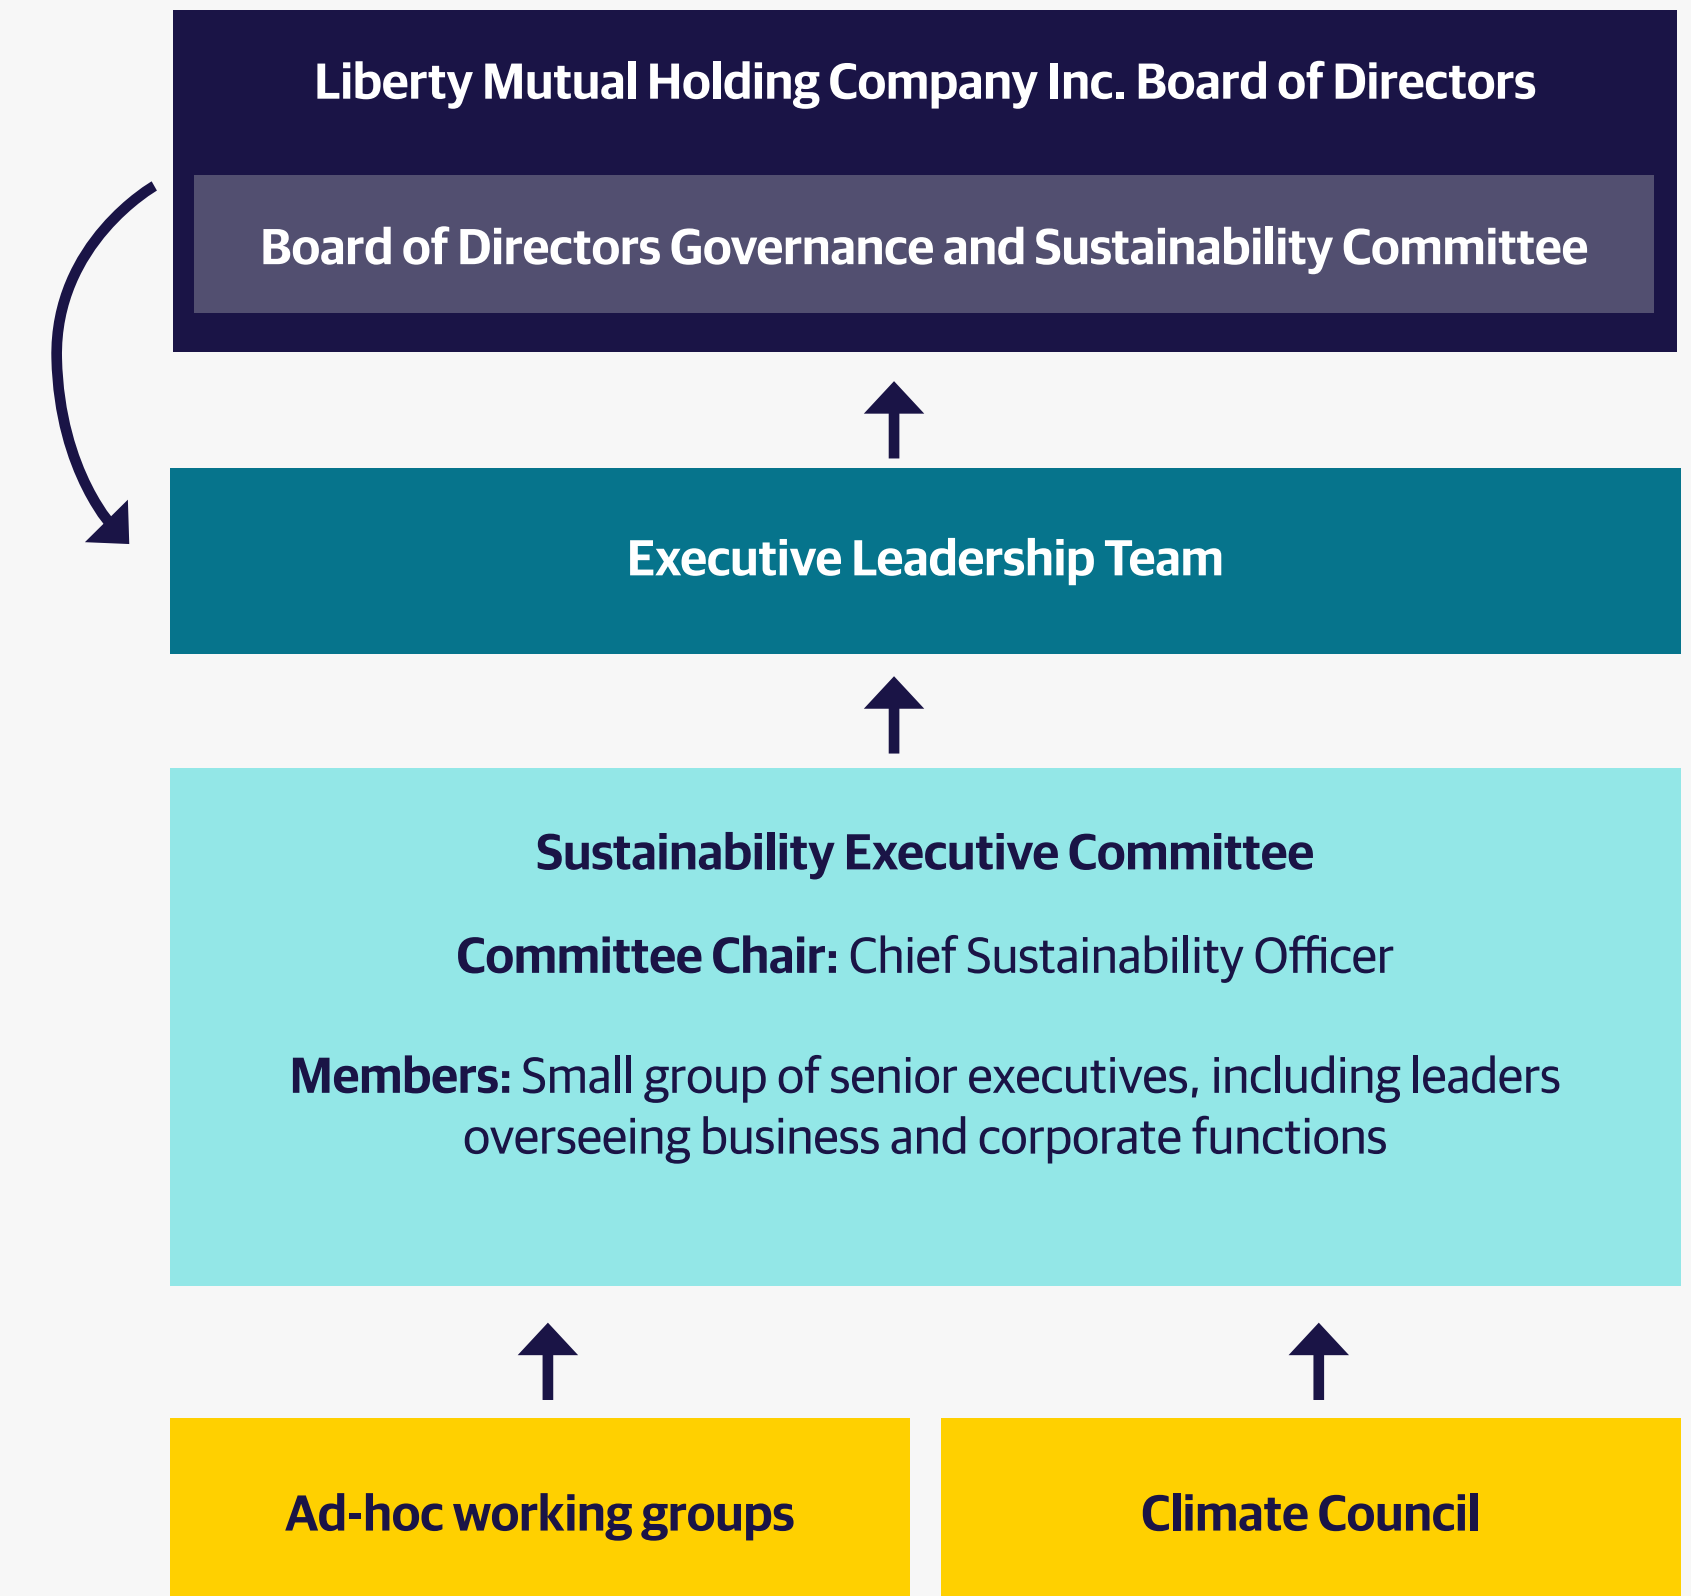 Liberty Mutual Holding Company Inc. Board of Directors
Board of Directors Governance and Sustainability Committee
Executive Leadership Team
Sustainability Executive Committee
Committee Chair: Chief Sustainability Officer
Members: Small group of senior executives, including leaders
overseeing business and corporate functions
Ad-hoc working groups
Climate Council